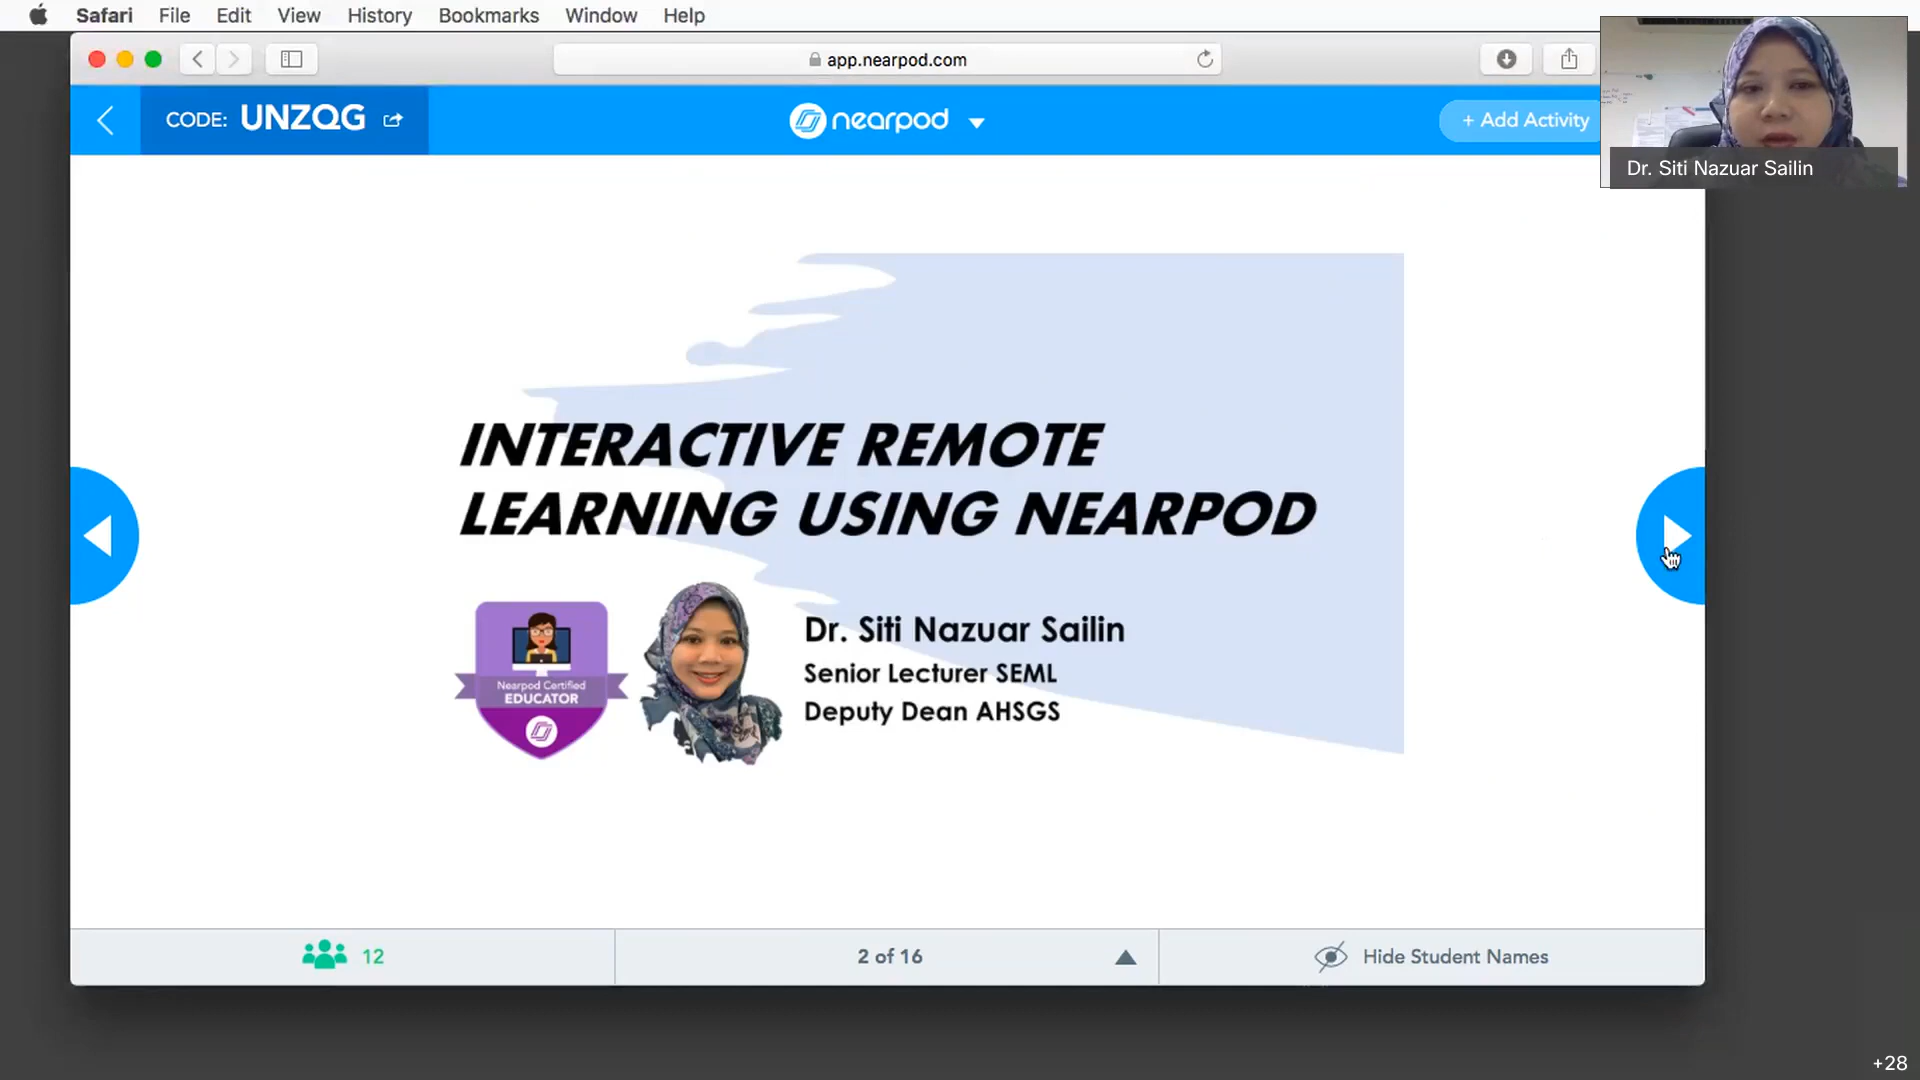 Safari File Edit View History Bookmarks Window Help
app.nearpod.com
CODE: UNZQG
nearpod
+ Add Activity
Dr. Siti Nazuar Sailin
INTERACTIVE REMOTE
LEARNING USING NEARPOD
Nearpod Certified
EDUCATOR
Dr. Siti Nazuar Sailin
Senior Lecturer SEML
Deputy Dean AHSGS
12
2 of 16
Hide Student Names
+28